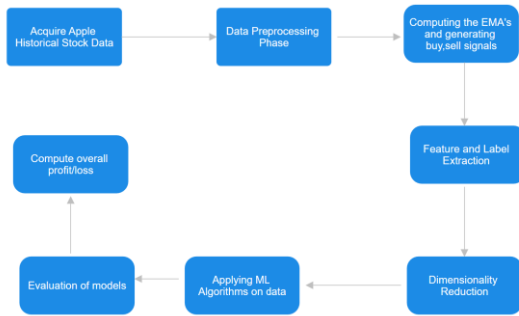 Acquire Apple
Historical Stock Data
Data Preprocessing
Phase
Computing the EMA's
and generating
buy,sell signals
Feature and Label
Extraction
Dimensionality
Reduction
Applying ML
Algorithms on data
Evaluation of models
Compute overall
profit/loss